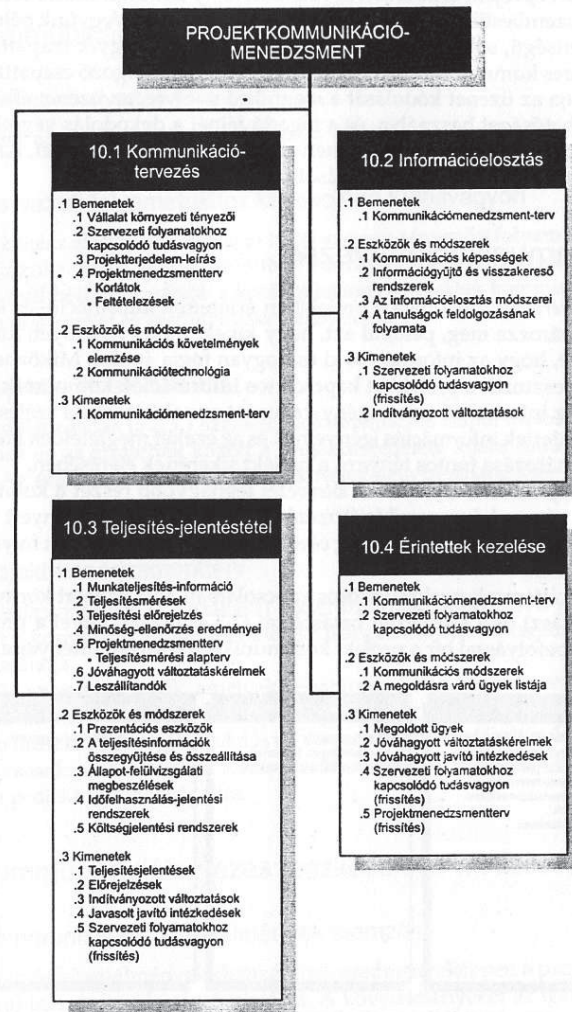 PROJEKTKOMMUNIKÁCIÓ-
MENEDZSMENT
10.1 Kommunikáció-
tervezés
.1 Bemenetek
.1 Vállalat környezeti tényezői
.2 Szervezeti folyamatokhoz
kapcsolódó tudásvagyon
.3 Projektterjedelem-leírás
.4 Projektmenedzsmentterv
• Korlátok
• Feltételezések
.2 Eszközök és módszerek
.1 Kommunikációs követelmények
elemzése
.2 Kommunikációtechnológia
.3 Kimenetek
.1 Kommunikációmenedzsment-terv
10.2 Információelosztás
.1 Bemenetek
.1 Kommunikációmenedzsment-terv
.2 Eszközök és módszerek
.1 Kommunikációs képességek
.2 Információgyűjtő és visszakereső
rendszerek
.3 Az információelosztás módszerei
.4 A tanulságok feldolgozásának
folyamata
.3 Kimenetek
.1 Szervezeti folyamatokhoz
kapcsolódó tudásvagyon
(frissítés)
.2 Indítványozott változtatások
10.3 Teljesítés-jelentéstétel
.1 Bemenetek
.1 Munkateljesítés-információ
.2 Teljesítésmérések
.3 Teljesítési előrejelzés
.4 Minőség-ellenőrzés eredményei
.5 Projektmenedzsmentterv
• Teljesítménymérési alapterv
.6 Jóváhagyott változtatáskérelmek
.7 Leszállítandók
.2 Eszközök és módszerek
.1 Prezentációs eszközök
.2 A teljesítésinformációk
összegyűjtése és összeállítása
.3 Állapot-felülvizsgálati
megbeszélések
.4 Időfelhasználás-jelentési
rendszerek
.5 Költségjelentési rendszerek
.3 Kimenetek
.1 Teljesítésjelentések
.2 Előrejelzések
.3 Indítványozott változtatások
.4 Javasolt javító intézkedések
.5 Szervezeti folyamatokhoz
kapcsolódó tudásvagyon
(frissítés)
10.4 Érintettek kezelése
.1 Bemenetek
.1 Kommunikációmenedzsment-terv
.2 Szervezeti folyamatokhoz
kapcsolódó tudásvagyon
.2 Eszközök és módszerek
.1 Kommunikációs módszerek
.2 A megoldásra váró ügyek listája
.3 Kimenetek
.1 Megoldott ügyek
.2 Jóváhagyott változtatáskérelmek
.3 Jóváhagyott javító intézkedések
.4 Szervezeti folyamatokhoz
kapcsolódó tudásvagyon
(frissítés)
.5 Projektmenedzsmentterv
(frissítés)